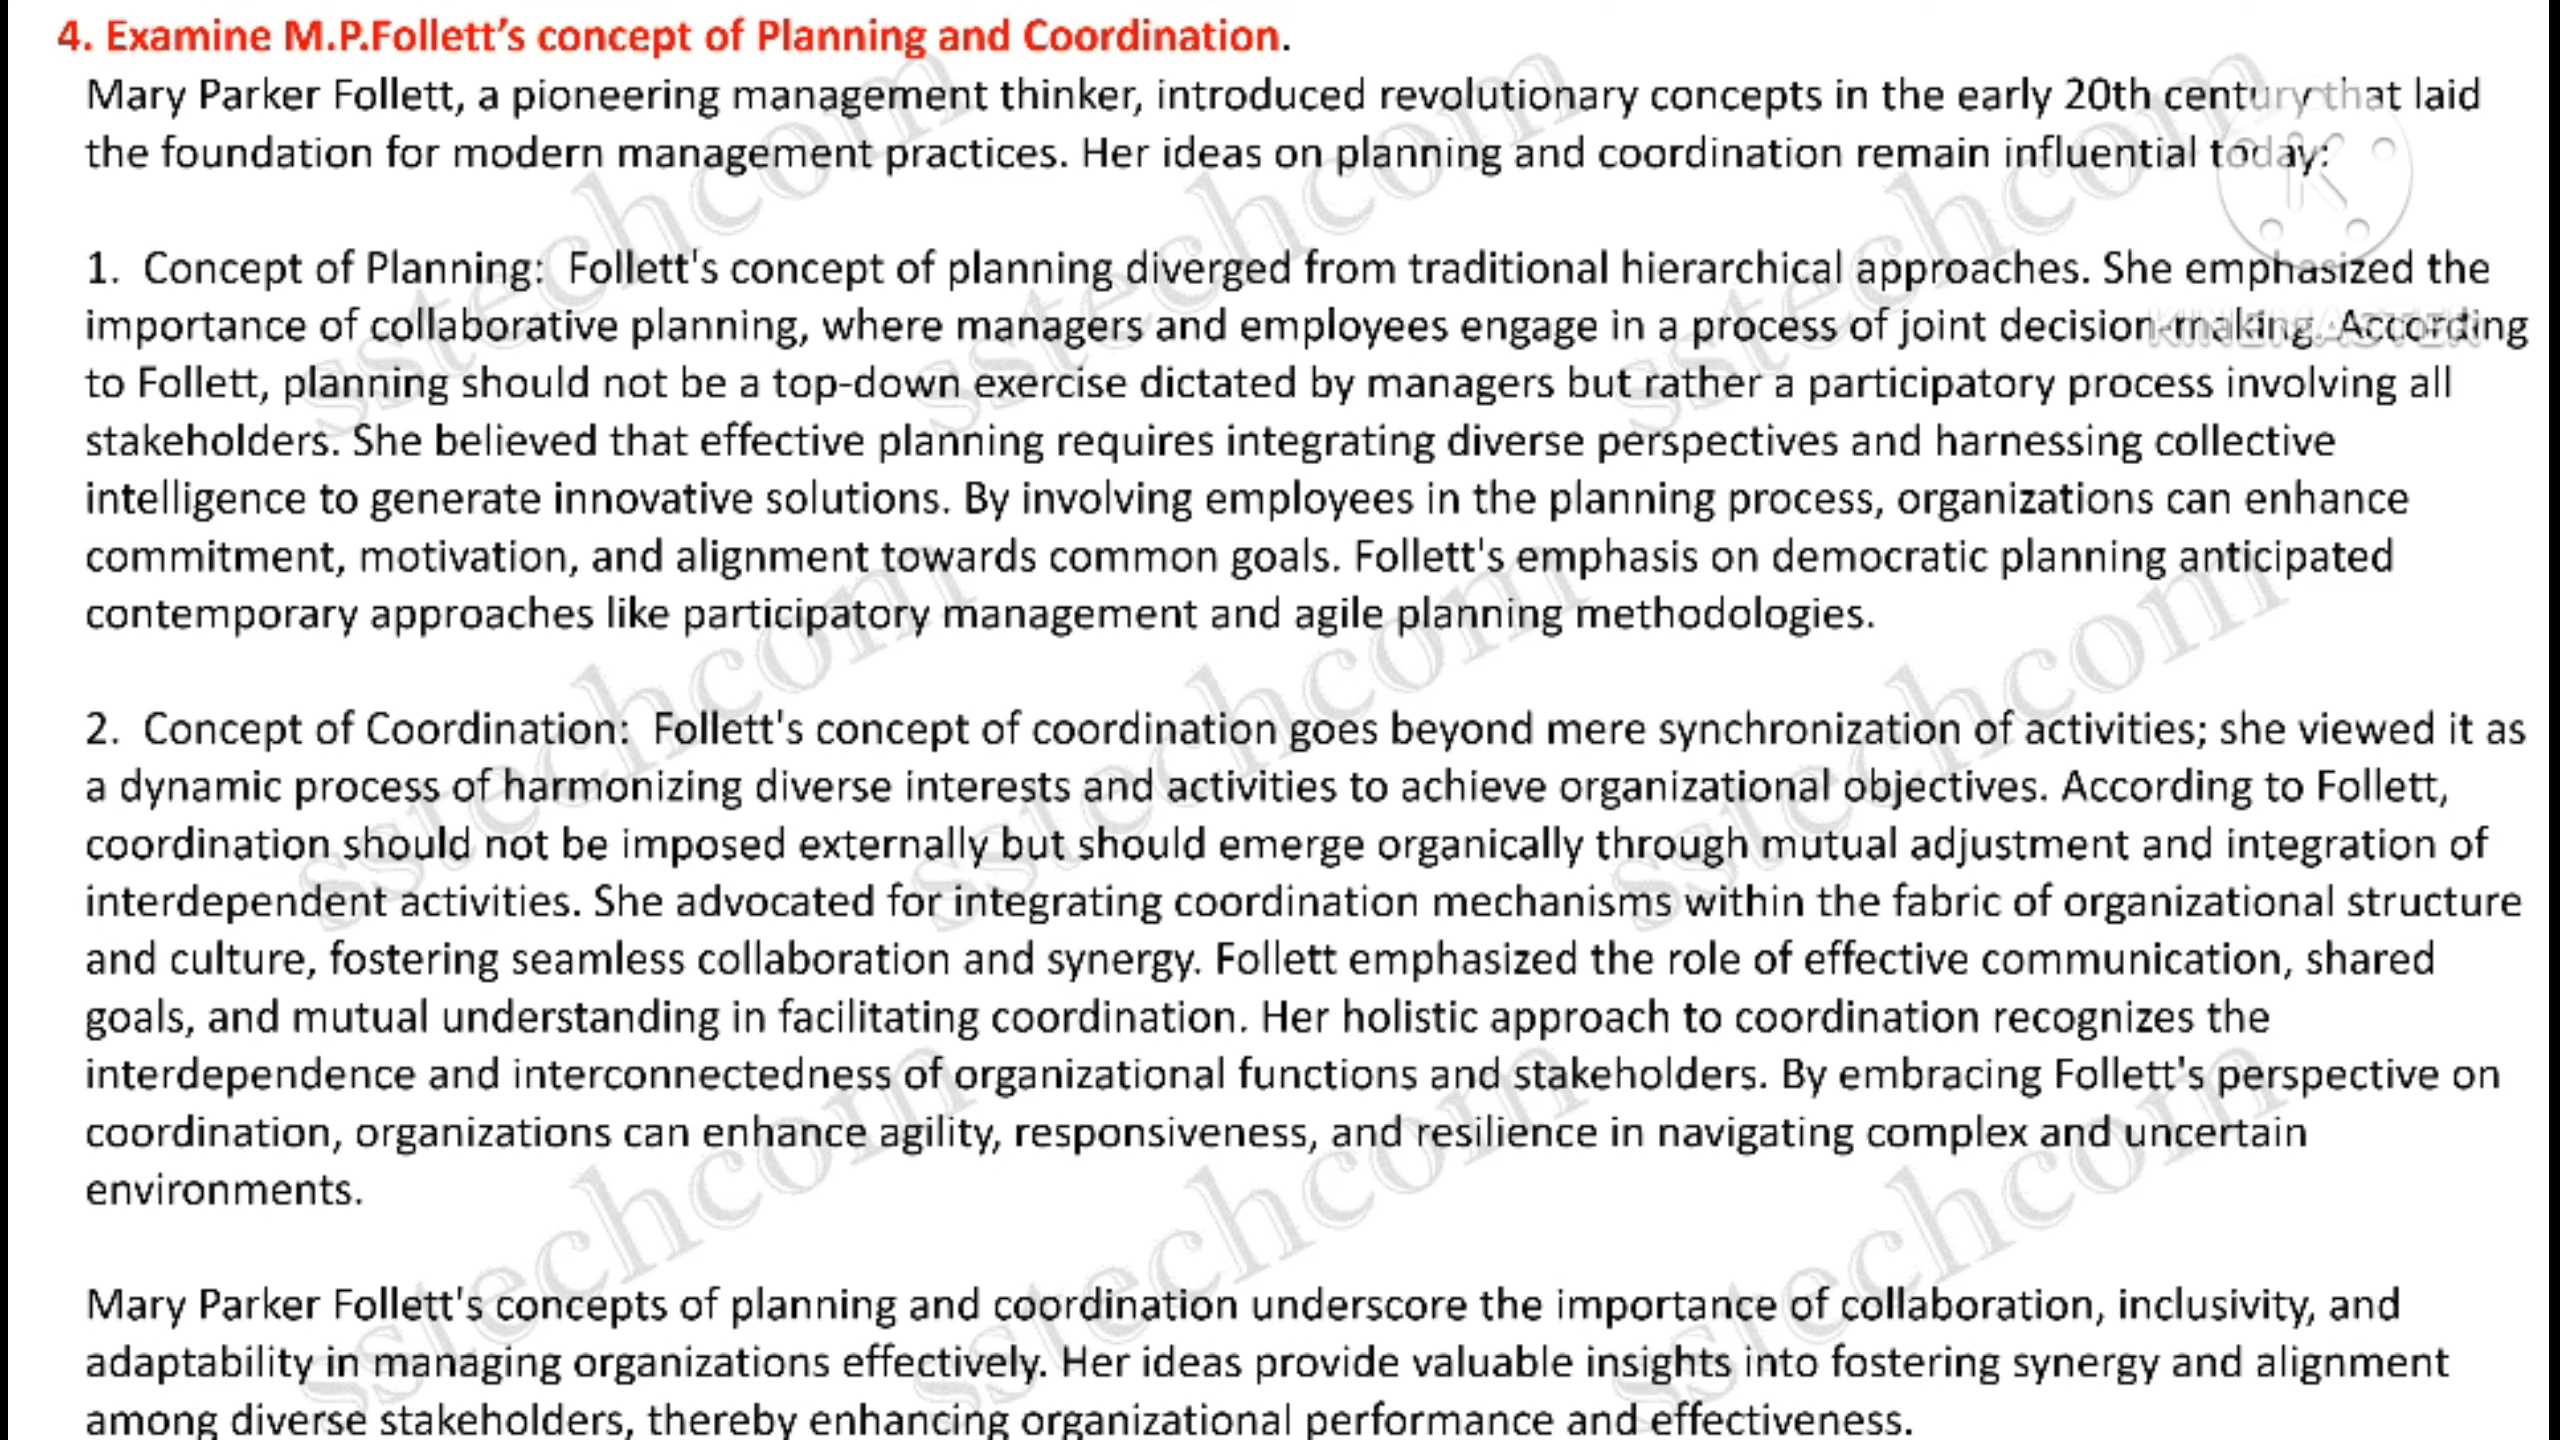 4. Examine M.P.Follett’s concept of Planning and Coordination.
Mary Parker Follett, a pioneering management thinker, introduced revolutionary concepts in the early 20th century that laid
the foundation for modern management practices. Her ideas on planning and coordination remain influential today:
1. Concept of Planning: Follett's concept of planning diverged from traditional hierarchical approaches. She emphasized the
importance of collaborative planning, where managers and employees engage in a process of joint decision-making. According
to Follett, planning should not be a top-down exercise dictated by managers but rather a participatory process involving all
stakeholders. She believed that effective planning requires integrating diverse perspectives and harnessing collective
intelligence to generate innovative solutions. By involving employees in the planning process, organizations can enhance
commitment, motivation, and alignment towards common goals. Follett's emphasis on democratic planning anticipated
contemporary approaches like participatory management and agile planning methodologies.
2. Concept of Coordination: Follett's concept of coordination goes beyond mere synchronization of activities; she viewed it as
a dynamic process of harmonizing diverse interests and activities to achieve organizational objectives. According to Follett,
coordination should not be imposed externally but should emerge organically through mutual adjustment and integration of
interdependent activities. She advocated for integrating coordination mechanisms within the fabric of organizational structure
and culture, fostering seamless collaboration and synergy. Follett emphasized the role of effective communication, shared
goals, and mutual understanding in facilitating coordination. Her holistic approach to coordination recognizes the
interdependence and interconnectedness of organizational functions and stakeholders. By embracing Follett's perspective on
coordination, organizations can enhance agility, responsiveness, and resilience in navigating complex and uncertain
environments.
Mary Parker Follett's concepts of planning and coordination underscore the importance of collaboration, inclusivity, and
adaptability in managing organizations effectively. Her ideas provide valuable insights into fostering synergy and alignment
among diverse stakeholders, thereby enhancing organizational performance and effectiveness.
K
KINEMASTER
sstechcom
sstechcom
sstechcom
sstechcom
sstechcom
sstechcom
sstechcom
sstechcom
sstechcom